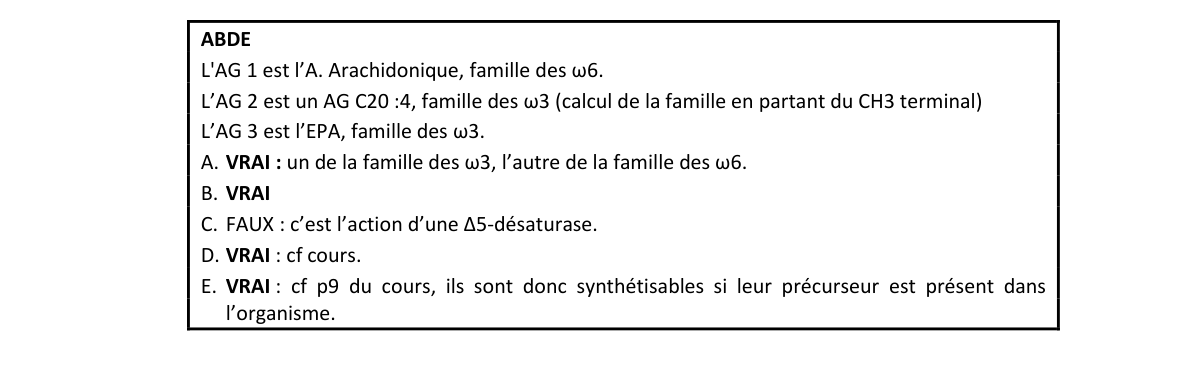 ABDE
L'AG 1 est l’A. Arachidonique, famille des ω6.
L’AG 2 est un AG C20 :4, famille des ω3 (calcul de la famille en partant du CH3 terminal)
L’AG 3 est l’EPA, famille des ω3.
A. VRAI : un de la famille des ω3, l’autre de la famille des ω6.
B. VRAI
C. FAUX : c’est l’action d’une Δ5-désaturase.
D. VRAI : cf cours.
E. VRAI : cf p9 du cours, ils sont donc synthétisables si leur précurseur est présent dans
l’organisme.